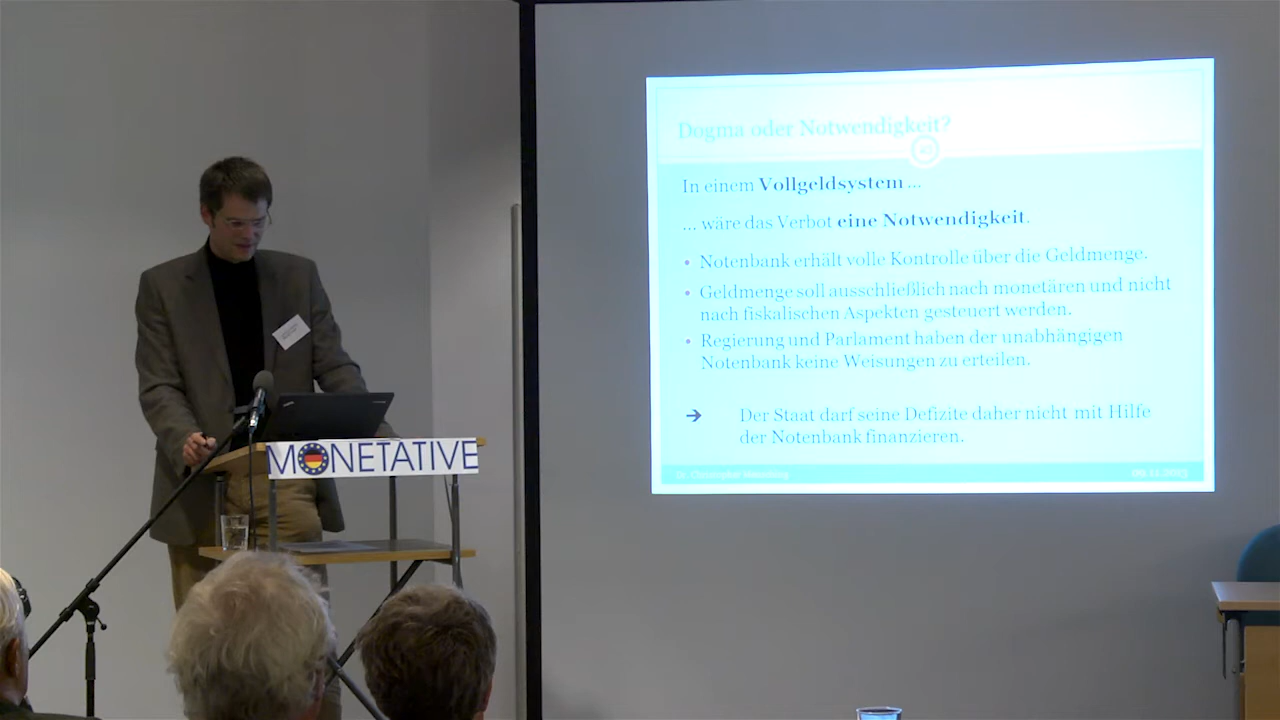 Dogma oder Notwendigkeit?
In einem Vollgeldsystem ...
... wäre das Verbot eine Notwendigkeit.
• Notenbank erhält volle Kontrolle über die Geldmenge.
• Geldmenge soll ausschließlich nach monetären und nicht
nach fiskalischen Aspekten gesteuert werden.
• Regierung und Parlament haben der unabhängigen
Notenbank keine Weisungen zu erteilen.
➔ Der Staat darf seine Defizite daher nicht mit Hilfe
der Notenbank finanzieren.
Dr. Christopher
MONETATIVE